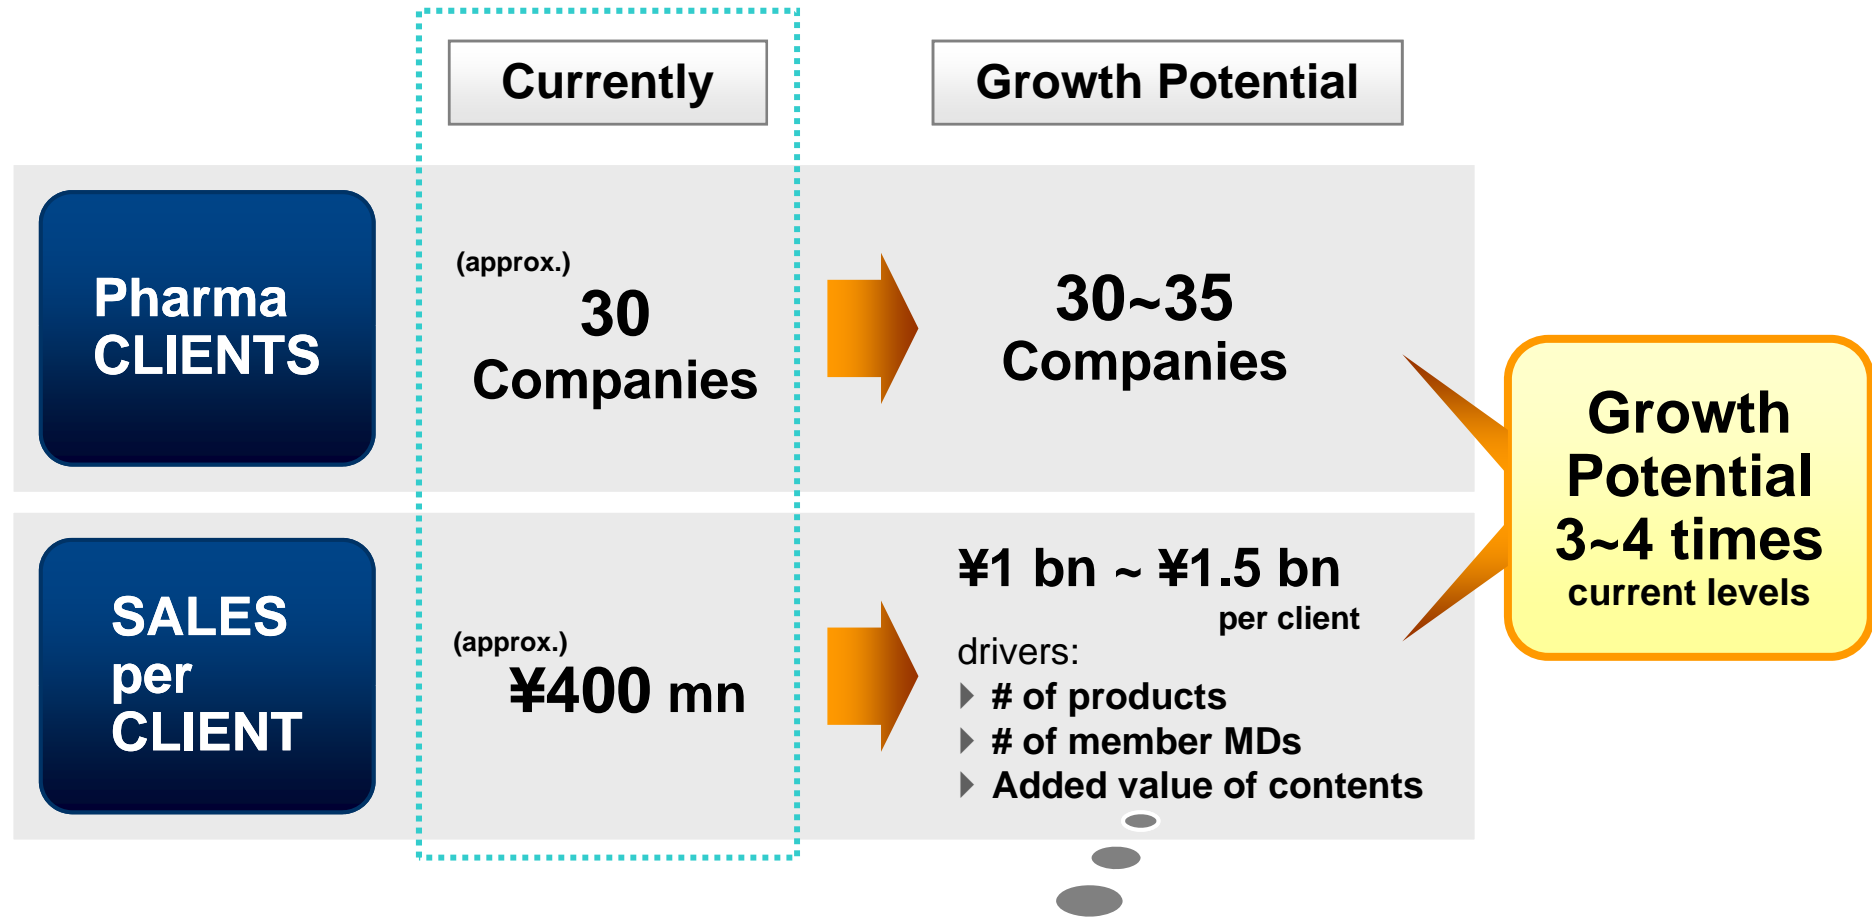 Currently
Growth Potential
Pharma
CLIENTS
(approx.)
30
Companies
30~35
Companies
SALES
per
CLIENT
(approx.)
¥400 mn
¥1 bn ~ ¥1.5 bn
per client
drivers:
# of products
# of member MDs
Added value of contents
Growth
Potential
3~4 times
current levels